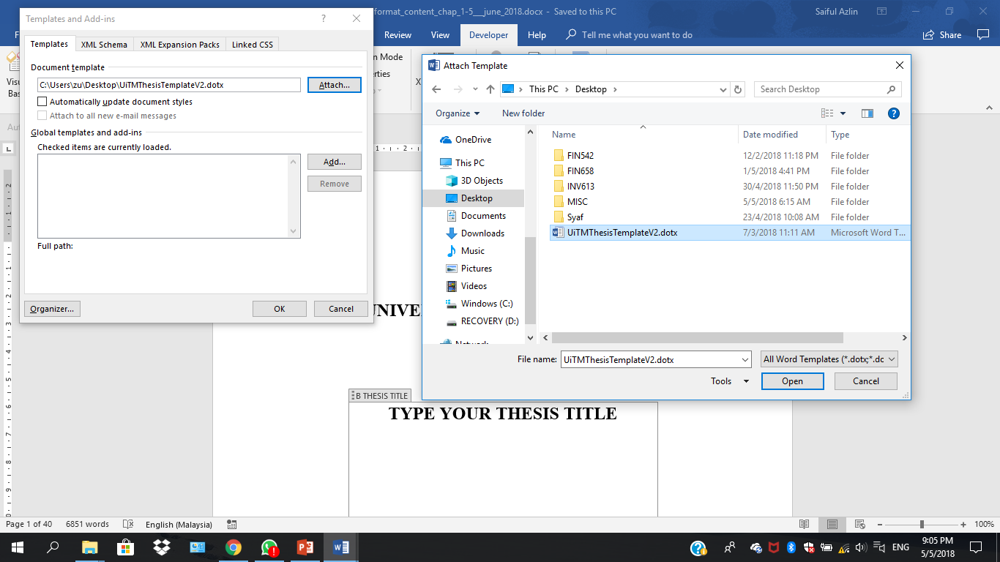 format_content_chap_1-5___june_2018.docx - Saved to this PC
Saiful Azlin
Review View Developer Help Tell me what you want to do Share
Templates and Add-ins
?
Templates XML Schema XML Expansion Packs Linked CSS
Document template
C:\Users\zu\Desktop\UiTMThesisTemplateV2.dotx
Attach...
Automatically update document styles
Attach to all new e-mail messages
Global templates and add-ins
Checked items are currently loaded.
Add...
Remove
Full path:
Organizer...
OK
Cancel
Attach Template
This PC > Desktop >
Search Desktop
Organize New folder
OneDrive
This PC
3D Objects
Desktop
Documents
Downloads
Music
Pictures
Videos
Windows (C:)
RECOVERY (D:)
Network
Name Date modified Type
FIN542 12/2/2018 11:18 PM File folder
FIN658 1/5/2018 4:41 PM File folder
INV613 30/4/2018 11:50 PM File folder
MISC 5/5/2018 6:15 AM File folder
Syaf 23/4/2018 10:08 AM File folder
UiTMThesisTemplateV2.dotx 7/3/2018 11:11 AM Microsoft Word T...
File name: UiTMThesisTemplateV2.dotx All Word Templates (*.dotx;*.dc
Tools Open Cancel
n Mode
erties
Visu
Bas
UNIVE
B THESIS TITLE
TYPE YOUR THESIS TITLE
Page 1 of 40 6851 words English (Malaysia) 100%
ENG
9:05 PM
5/5/2018